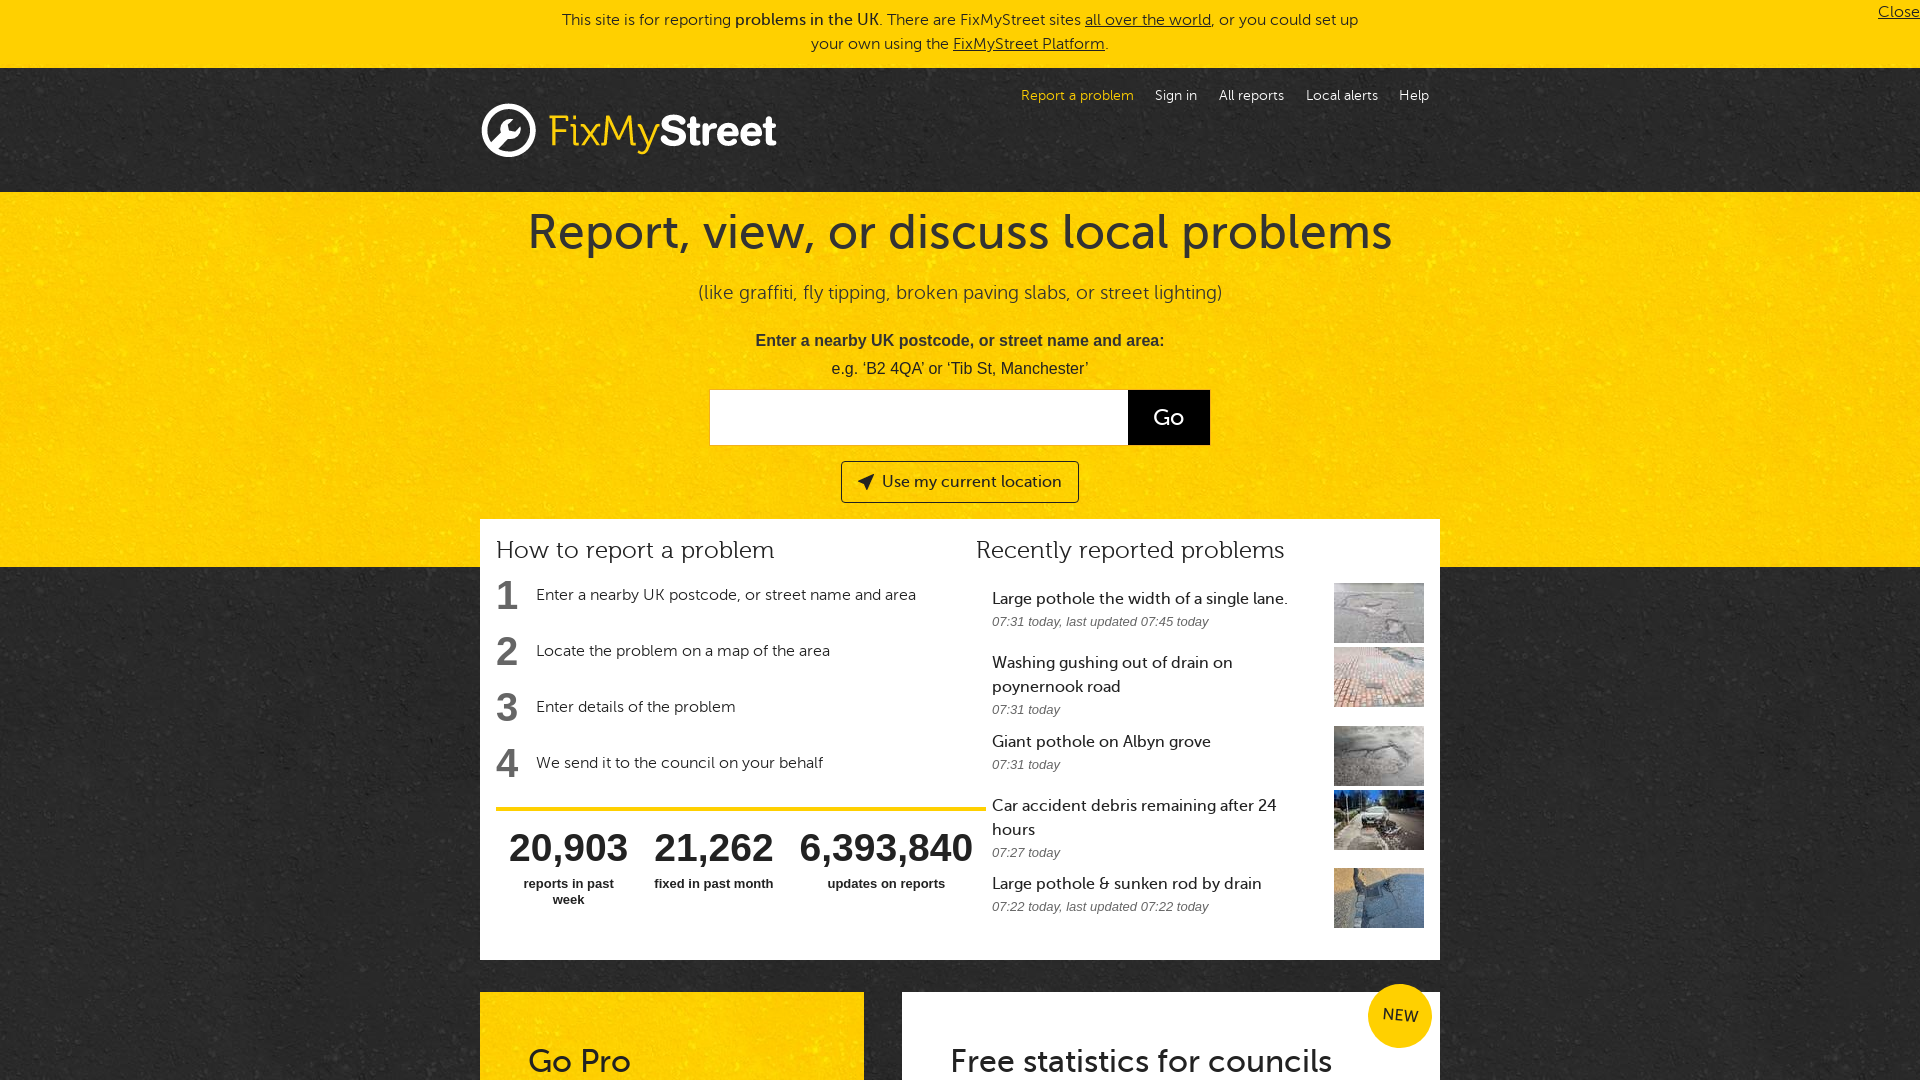 This site is for reporting problems in the UK. There are FixMyStreet sites all over the world, or you could set up
your own using the FixMyStreet Platform.
Close
Report a problem
Sign in
All reports
Local alerts
Help
FixMyStreet
Report, view, or discuss local problems
(like graffiti, fly tipping, broken paving slabs, or street lighting)
Enter a nearby UK postcode, or street name and area:
e.g. ‘B2 4QA’ or ‘Tib St, Manchester’
Go
Use my current location
How to report a problem
1 Enter a nearby UK postcode, or street name and area
2 Locate the problem on a map of the area
3 Enter details of the problem
4 We send it to the council on your behalf
20,903
reports in past
week
21,262
fixed in past month
6,393,840
updates on reports
Recently reported problems
Large pothole the width of a single lane.
07:31 today, last updated 07:45 today
Washing gushing out of drain on
poynernook road
07:31 today
Giant pothole on Albyn grove
07:31 today
Car accident debris remaining after 24
hours
07:27 today
Large pothole & sunken rod by drain
07:22 today, last updated 07:22 today
Go Pro
NEW
Free statistics for councils